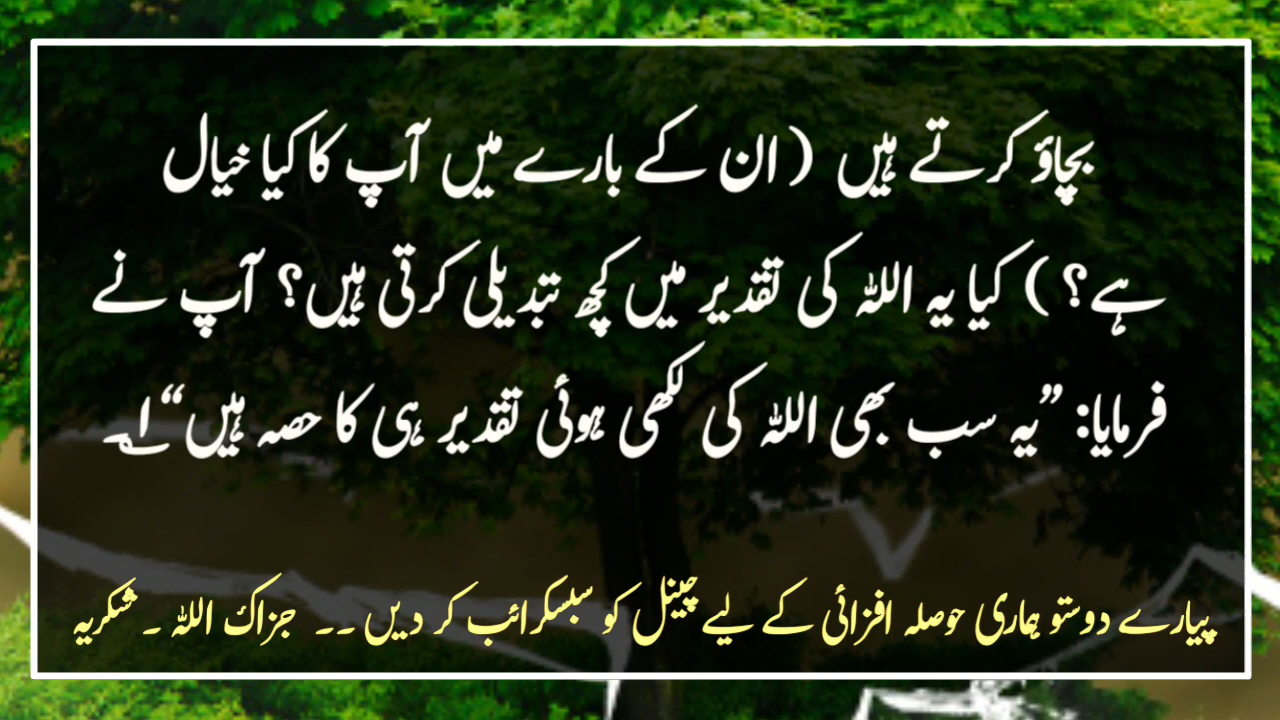 بچاؤ کرتے ہیں (ان کے بارے میں آپ کا کیا خیال
ہے؟) کیا یہ اللہ کی تقدیر میں کچھ تبدیلی کرتی ہیں؟ آپ نے
فرمایا: ”یہ سب بھی اللہ کی لکھی ہوئی تقدیر ہی کا حصہ ہیں“ ۱؎۔
پیارے دوستو ہماری حوصلہ افزائی کے لیے چینل کو سبسکرائب کر دیں ۔۔ جزاک اللہ ۔ شکریہ